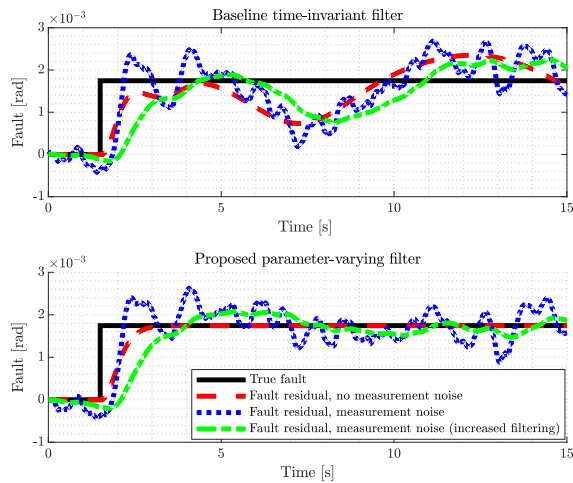 Baseline time-invariant filter
×10⁻³
3
2
1
0
-1
Fault [rad]
0
5
10
15
Time [s]
Proposed parameter-varying filter
×10⁻³
3
2
1
0
-1
Fault [rad]
True fault
Fault residual, no measurement noise
Fault residual, measurement noise
Fault residual, measurement noise (increased filtering)
0
5
10
15
Time [s]